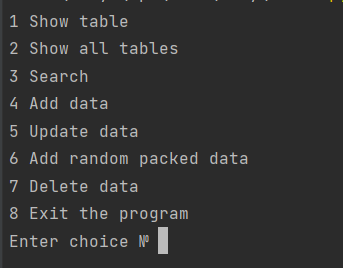 1 Show table
2 Show all tables
3 Search
4 Add data
5 Update data
6 Add random packed data
7 Delete data
8 Exit the program
Enter choice №